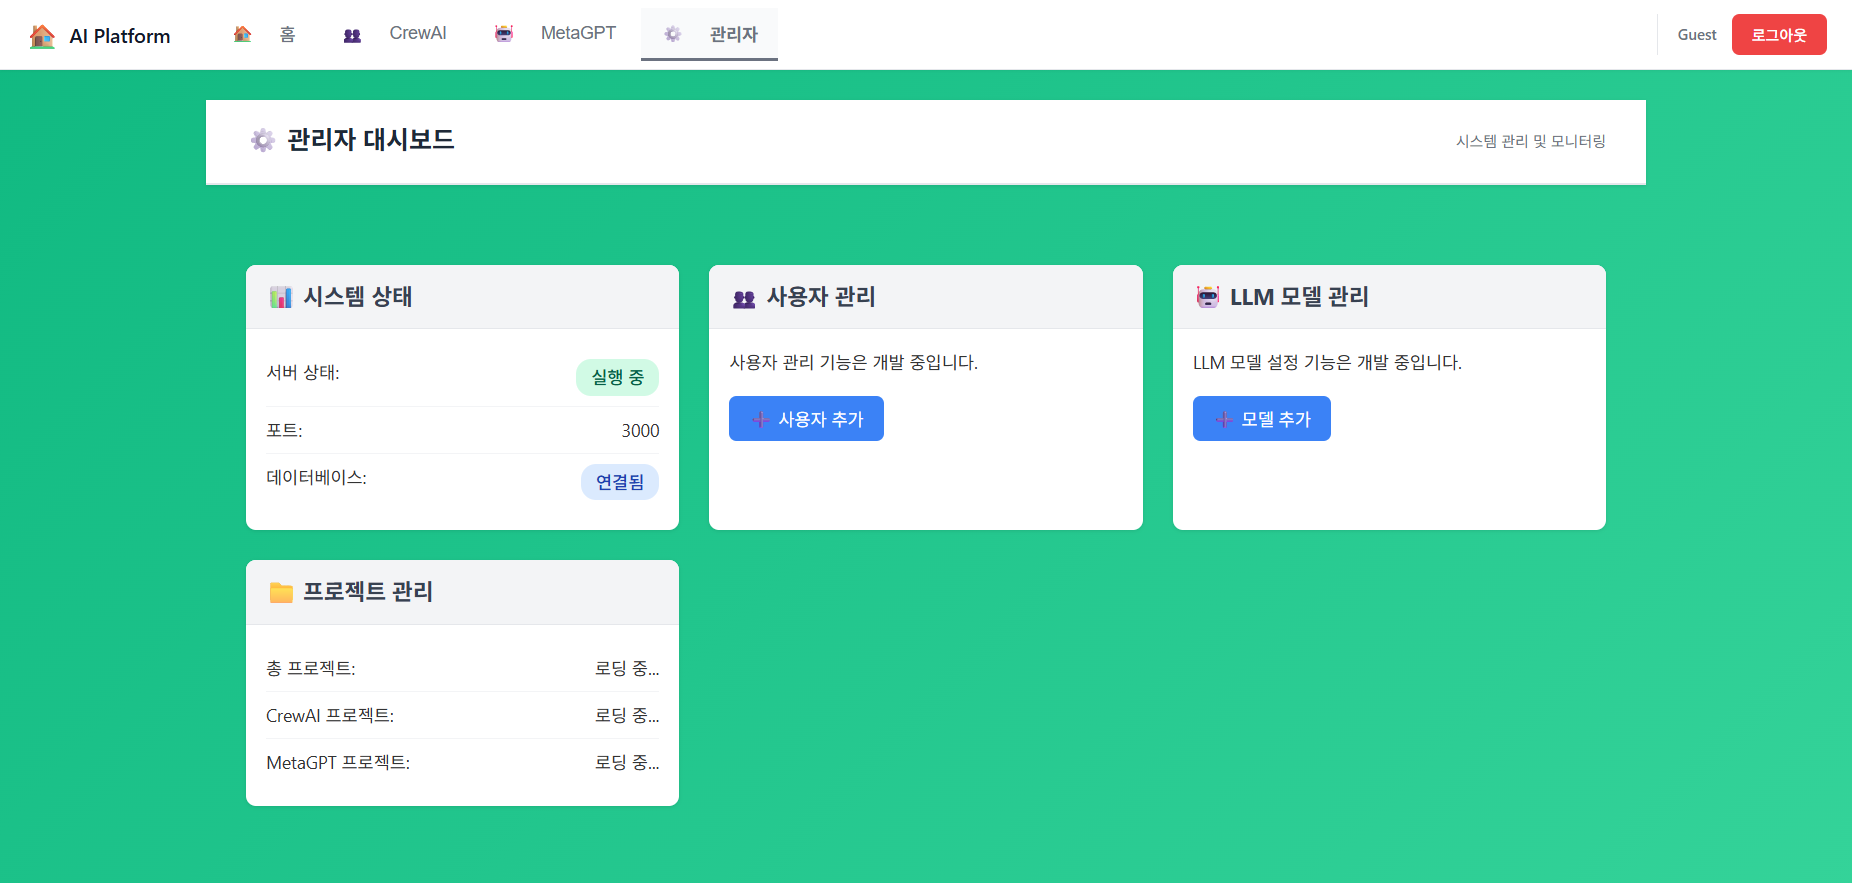 AI Platform
홈
CrewAI
MetaGPT
관리자
Guest
로그아웃
관리자 대시보드
시스템 관리 및 모니터링
시스템 상태
서버 상태:
실행 중
포트:
3000
데이터베이스:
연결됨
사용자 관리
사용자 관리 기능은 개발 중입니다.
사용자 추가
LLM 모델 관리
LLM 모델 설정 기능은 개발 중입니다.
모델 추가
프로젝트 관리
총 프로젝트:
로딩 중...
CrewAI 프로젝트:
로딩 중...
MetaGPT 프로젝트:
로딩 중...